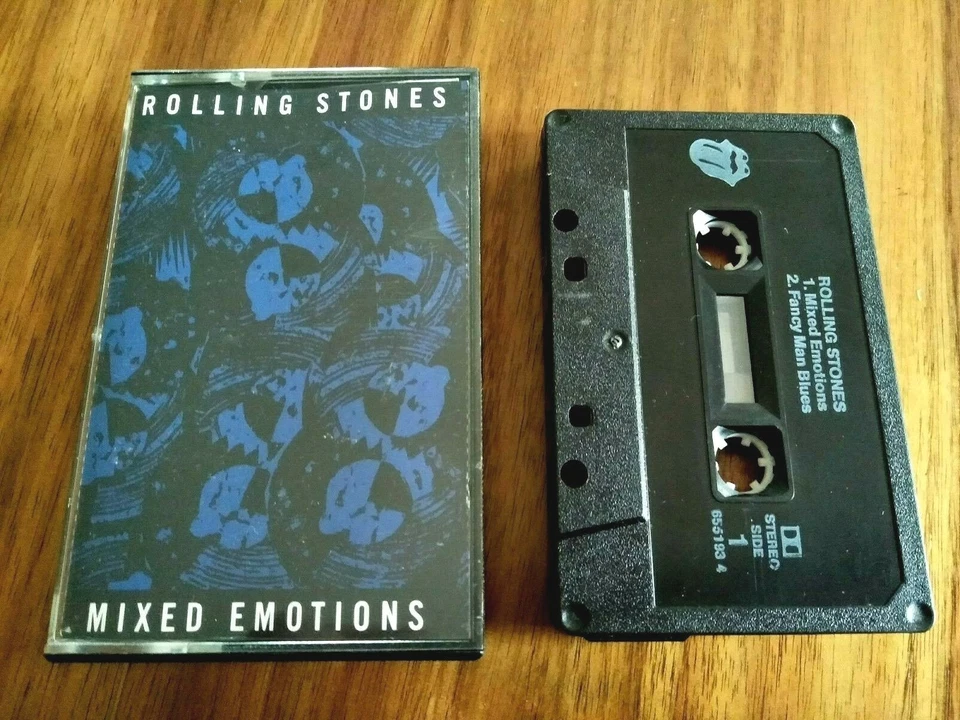 ROLLING STONES
MIXED EMOTIONS
ROLLING STONES
1. Mixed Emotions
2. Fancy Man Blues
STEREO
SIDE
1
655193 4